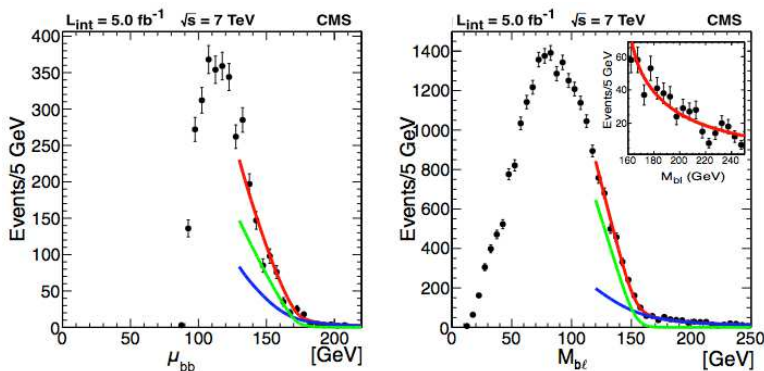 L_int = 5.0 fb⁻¹ √s = 7 TeV CMS
Events/5 GeV
400
350
300
250
200
150
100
50
0
0 50 100 150 200
μ_bb [GeV]
L_int = 5.0 fb⁻¹ √s = 7 TeV CMS
Events/5 GeV
1400
1200
1000
800
600
400
200
0
0 50 100 150 200 250
M_bℓ [GeV]
Events/5 GeV
60
40
20
160 180 200 220 240
M_bl (GeV)